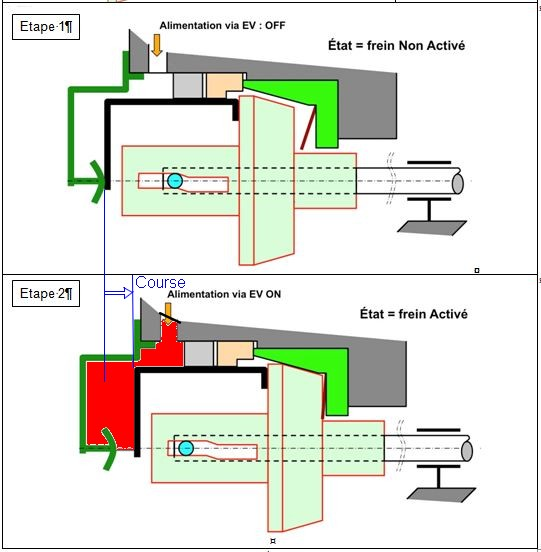 Etape·1¶
Alimentation via EV : OFF
État = frein Non Activé
¤
Etape·2¶
Course
Alimentation via EV ON
État = frein Activé
¤